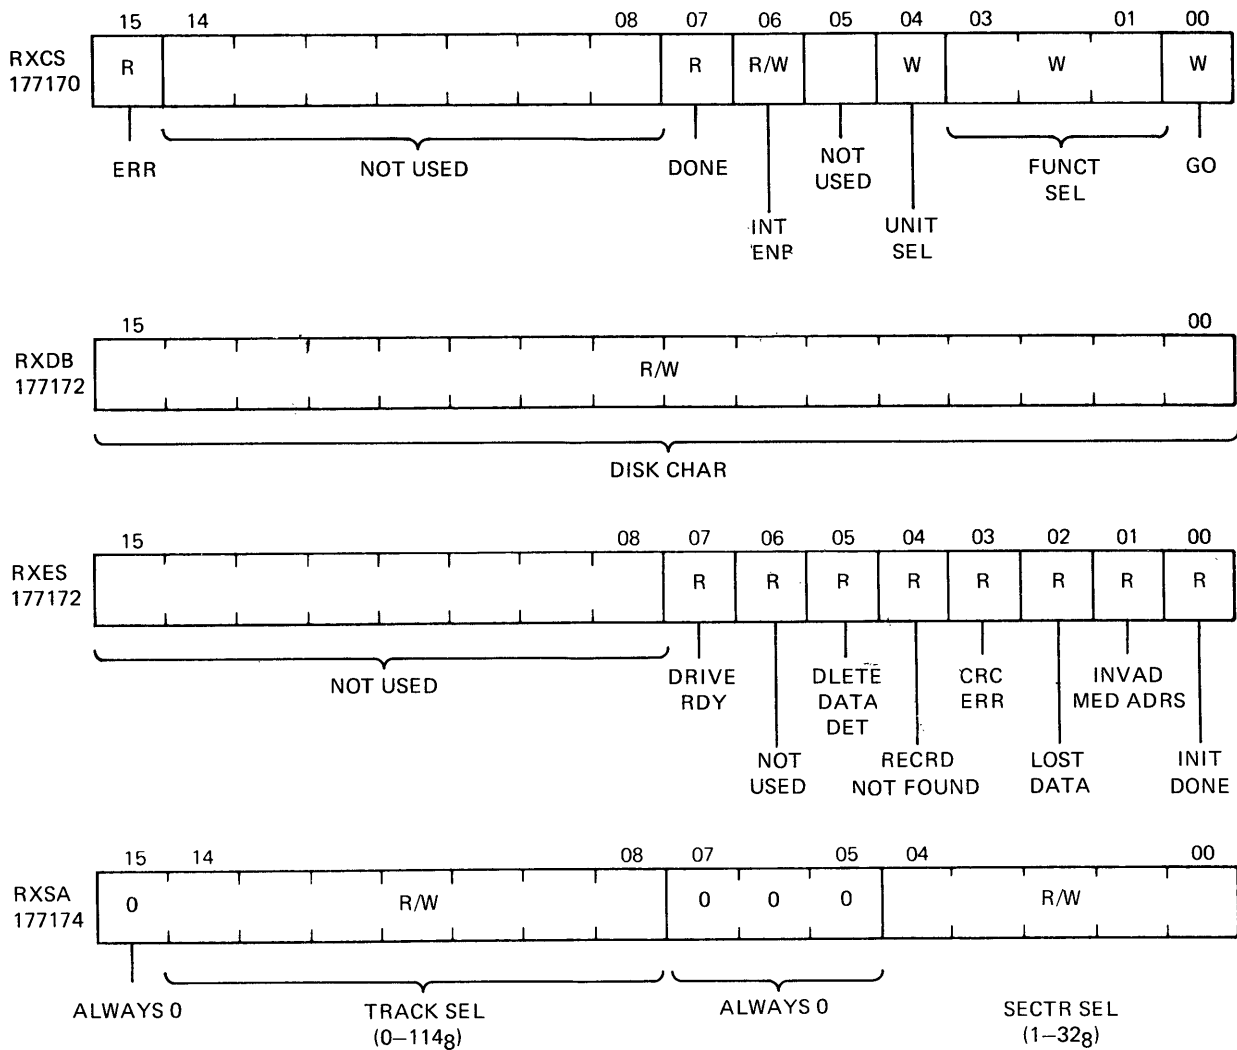 15 14 08 07 06 05 04 03 01 00
RXCS
177170
R R R/W W W W
ERR NOT USED DONE NOT
USED FUNCT
SEL GO
INT
ENB UNIT
SEL
15 00
RXDB
177172
R/W
DISK CHAR
15 08 07 06 05 04 03 02 01 00
RXES
177172
R R R R R R R R
NOT USED DRIVE
RDY DLETE
DATA
DET CRC
ERR INVAD
MED ADRS
NOT
USED RECRD
NOT FOUND LOST
DATA INIT
DONE
15 14 08 07 05 04 00
RXSA
177174
0 R/W 0 0 0 R/W
ALWAYS 0 TRACK SEL
(0–114₈) ALWAYS 0 SECTR SEL
(1–32₈)